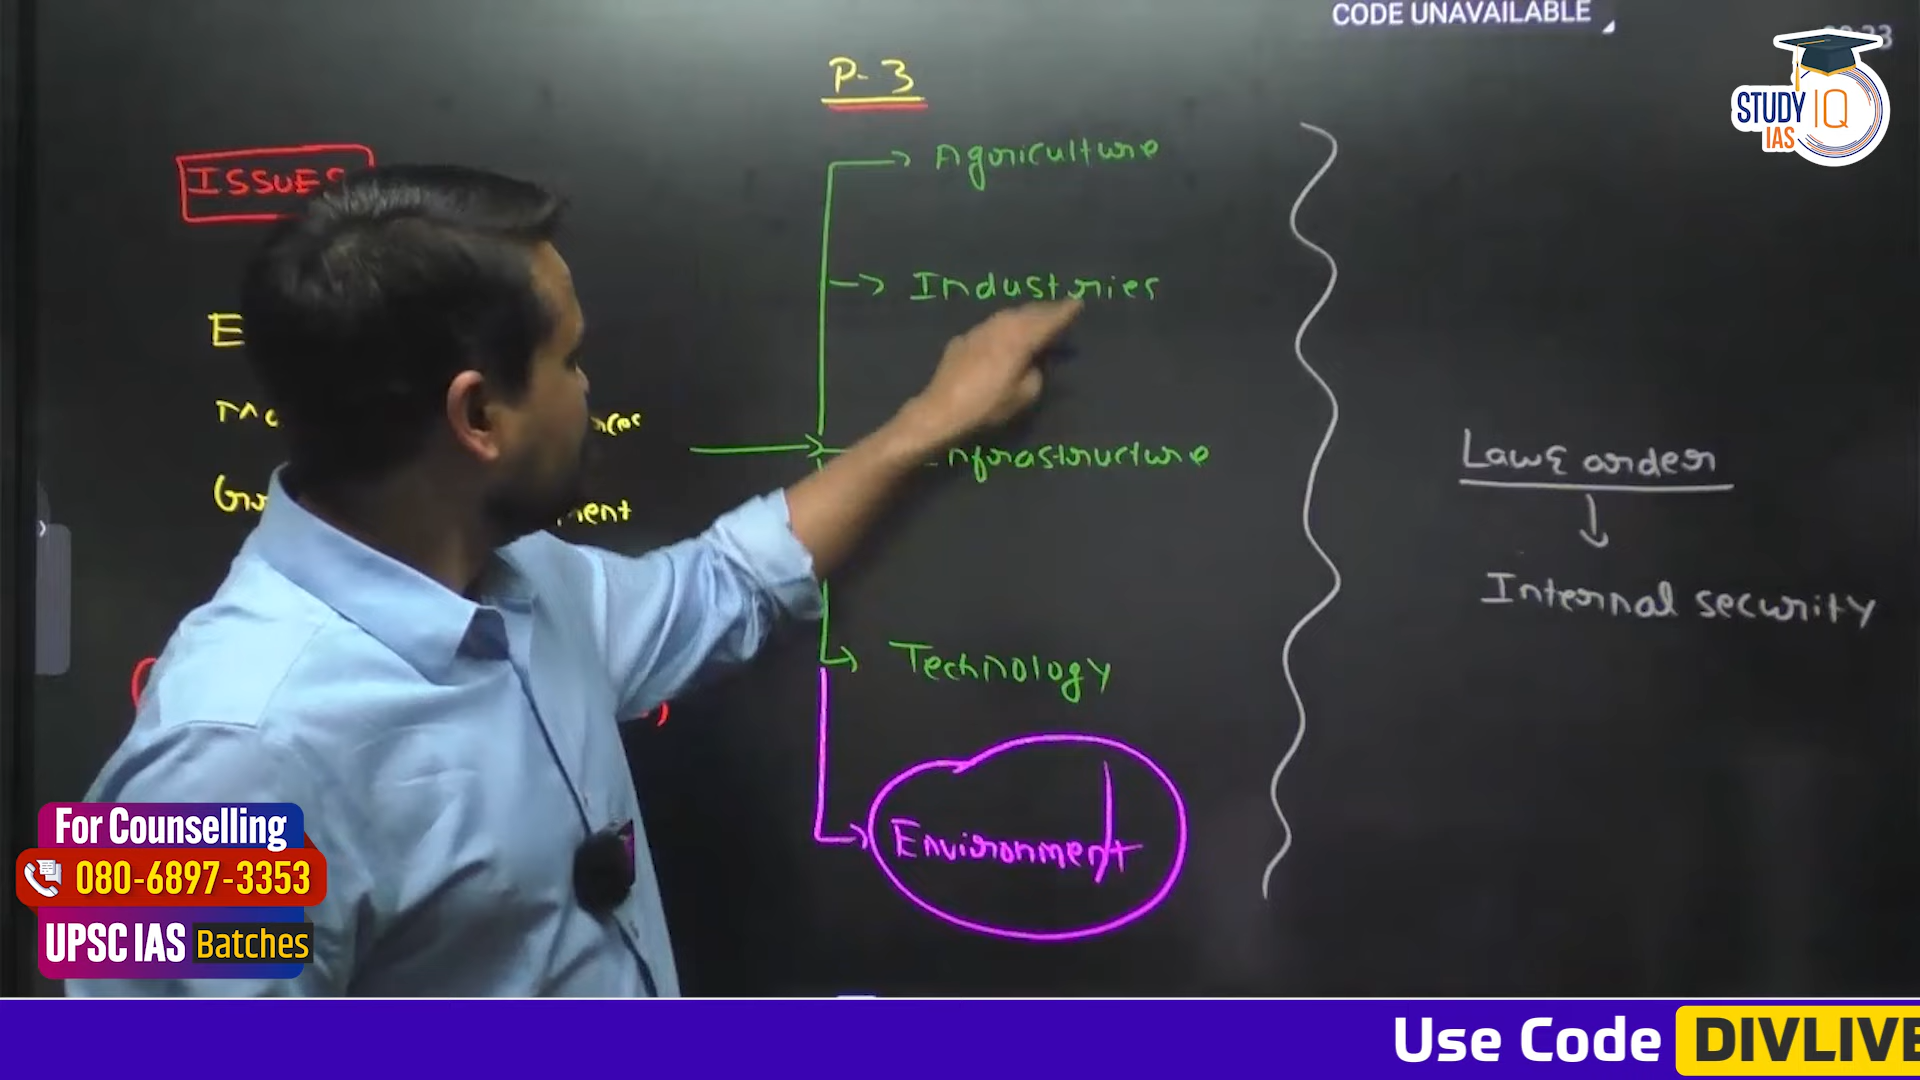 CODE UNAVAILABLE
STUDY IQ
IAS
P-3
ISSUES
Agriculture
Industries
Infrastructure
Law & order
Internal security
Technology
Environment
For Counselling
080-6897-3353
UPSC IAS Batches
Use Code DIVLIVE